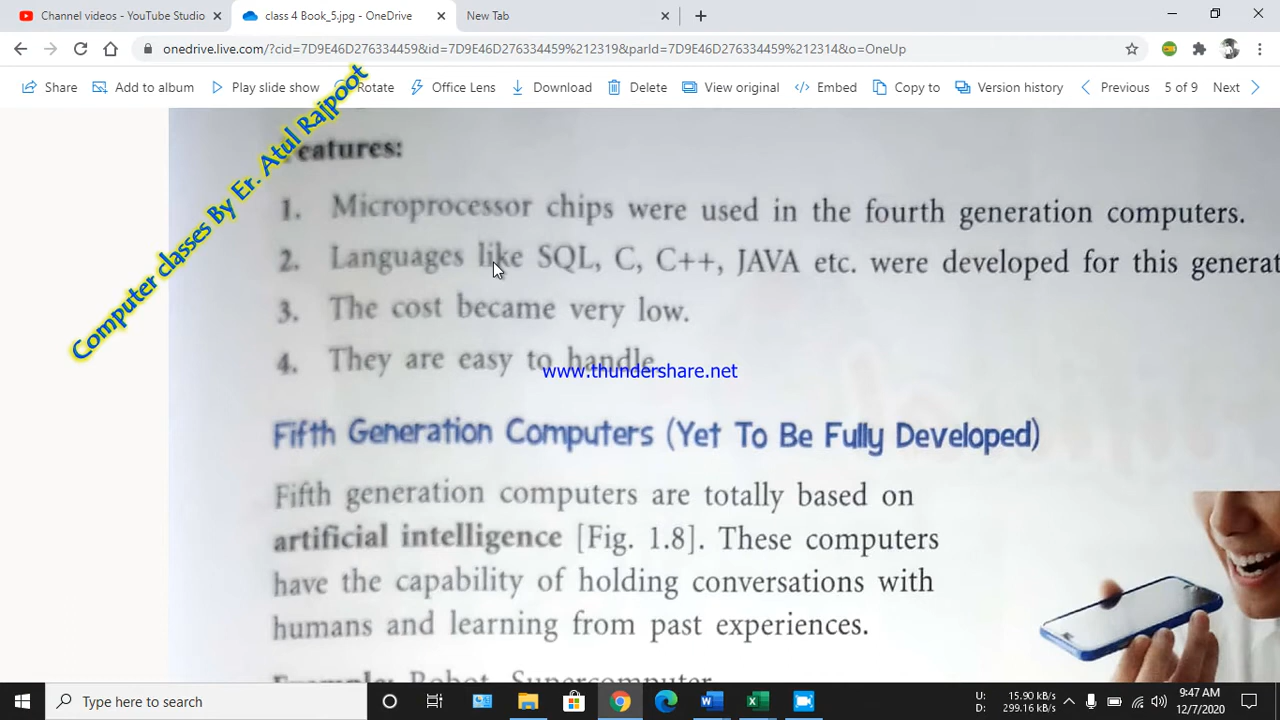 Channel videos - YouTube Studio
class 4 Book_5.jpg - OneDrive
New Tab
onedrive.live.com/?cid=7D9E46D276334459&id=7D9E46D276334459%212319&parId=7D9E46D276334459%212314&o=OneUp
Share Add to album Play slide show Rotate Office Lens Download Delete View original Embed Copy to Version history Previous 5 of 9 Next
Computer classes By Er. Atul Rajpoot
Features:
1. Microprocessor chips were used in the fourth generation computers.
2. Languages like SQL, C, C++, JAVA etc. were developed for this generat
3. The cost became very low.
4. They are easy to handle.
www.thundershare.net
Fifth Generation Computers (Yet To Be Fully Developed)
Fifth generation computers are totally based on
artificial intelligence [Fig. 1.8]. These computers
have the capability of holding conversations with
humans and learning from past experiences.
Example: Robot, Supercomputer
Type here to search
U: 15.90 kB/s
D: 299.16 kB/s
9:47 AM
12/7/2020